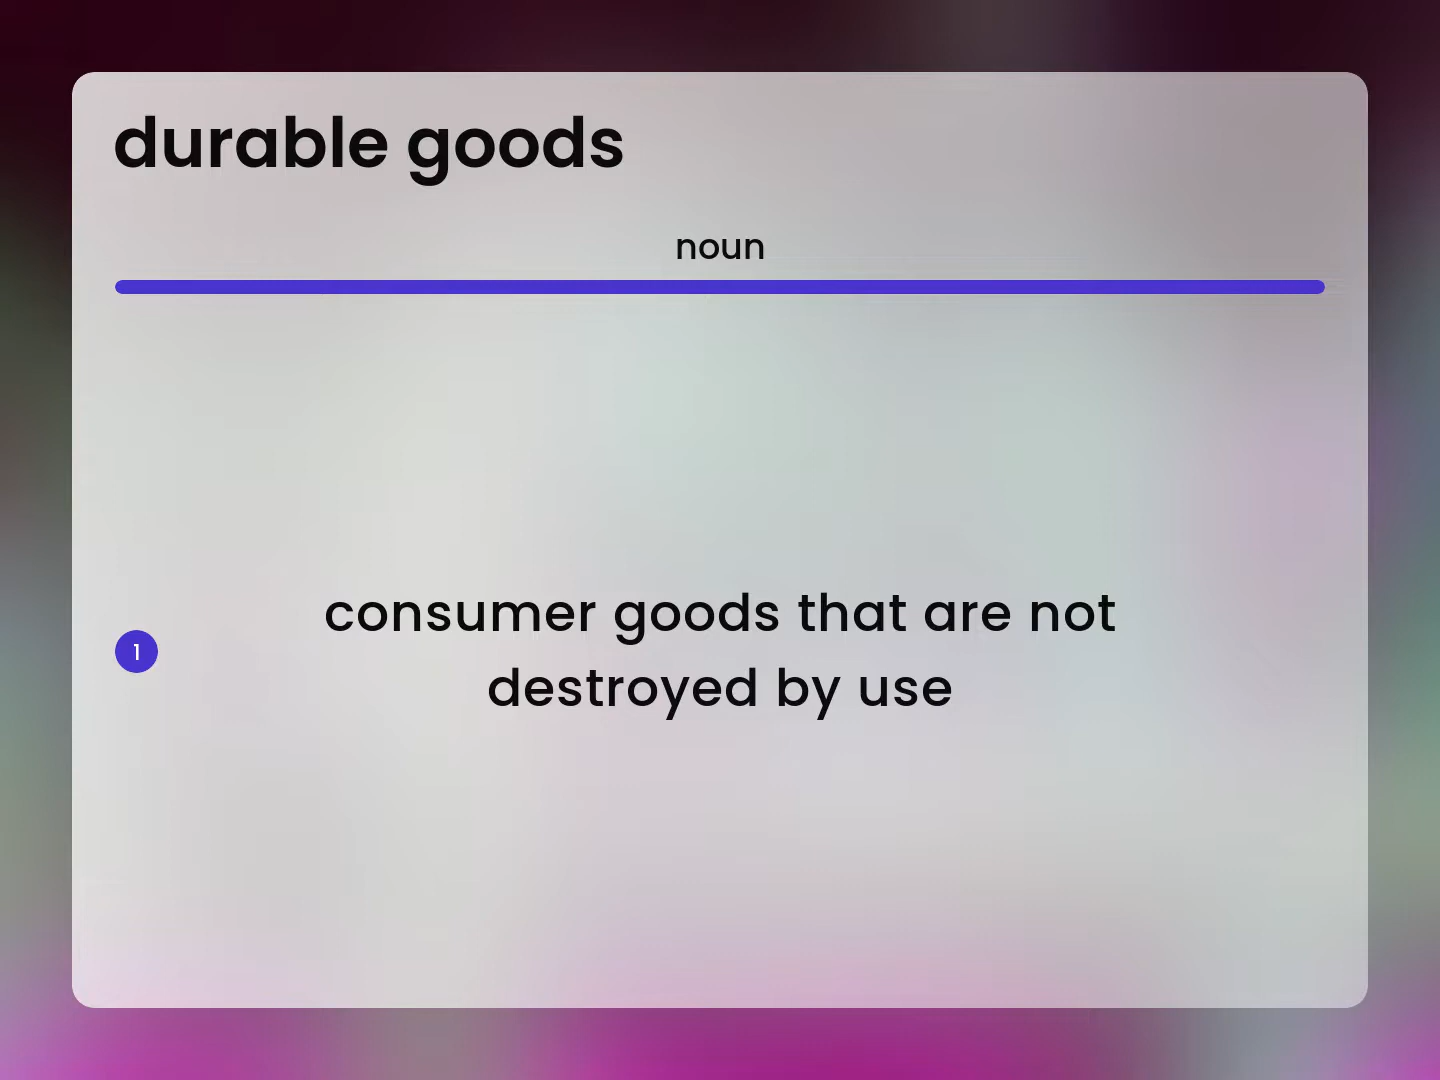 durable goods
noun
1
consumer goods that are not
destroyed by use